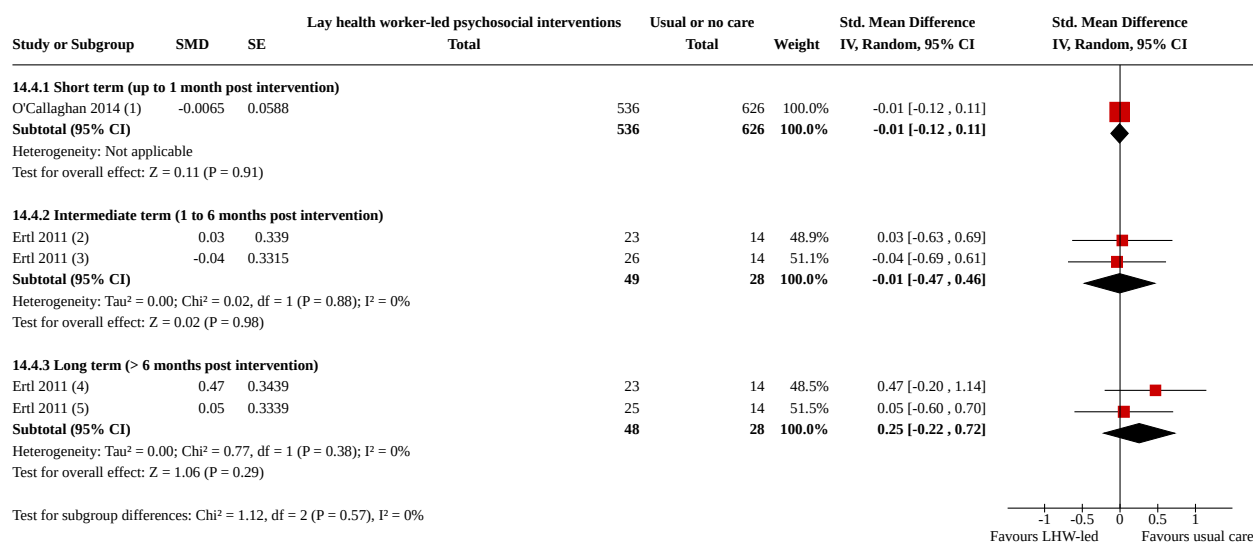 Lay health worker-led psychosocial interventions Usual or no care Std. Mean Difference Std. Mean Difference
Study or Subgroup SMD SE Total Total Weight IV, Random, 95% CI IV, Random, 95% CI
14.4.1 Short term (up to 1 month post intervention)
O'Callaghan 2014 (1) -0.0065 0.0588 536 626 100.0% -0.01 [-0.12 , 0.11]
Subtotal (95% CI) 536 626 100.0% -0.01 [-0.12 , 0.11]
Heterogeneity: Not applicable
Test for overall effect: Z = 0.11 (P = 0.91)
14.4.2 Intermediate term (1 to 6 months post intervention)
Ertl 2011 (2) 0.03 0.339 23 14 48.9% 0.03 [-0.63 , 0.69]
Ertl 2011 (3) -0.04 0.3315 26 14 51.1% -0.04 [-0.69 , 0.61]
Subtotal (95% CI) 49 28 100.0% -0.01 [-0.47 , 0.46]
Heterogeneity: Tau² = 0.00; Chi² = 0.02, df = 1 (P = 0.88); I² = 0%
Test for overall effect: Z = 0.02 (P = 0.98)
14.4.3 Long term (> 6 months post intervention)
Ertl 2011 (4) 0.47 0.3439 23 14 48.5% 0.47 [-0.20 , 1.14]
Ertl 2011 (5) 0.05 0.3339 25 14 51.5% 0.05 [-0.60 , 0.70]
Subtotal (95% CI) 48 28 100.0% 0.25 [-0.22 , 0.72]
Heterogeneity: Tau² = 0.00; Chi² = 0.77, df = 1 (P = 0.38); I² = 0%
Test for overall effect: Z = 1.06 (P = 0.29)
Test for subgroup differences: Chi² = 1.12, df = 2 (P = 0.57), I² = 0%
-1 -0.5 0 0.5 1
Favours LHW-led Favours usual care